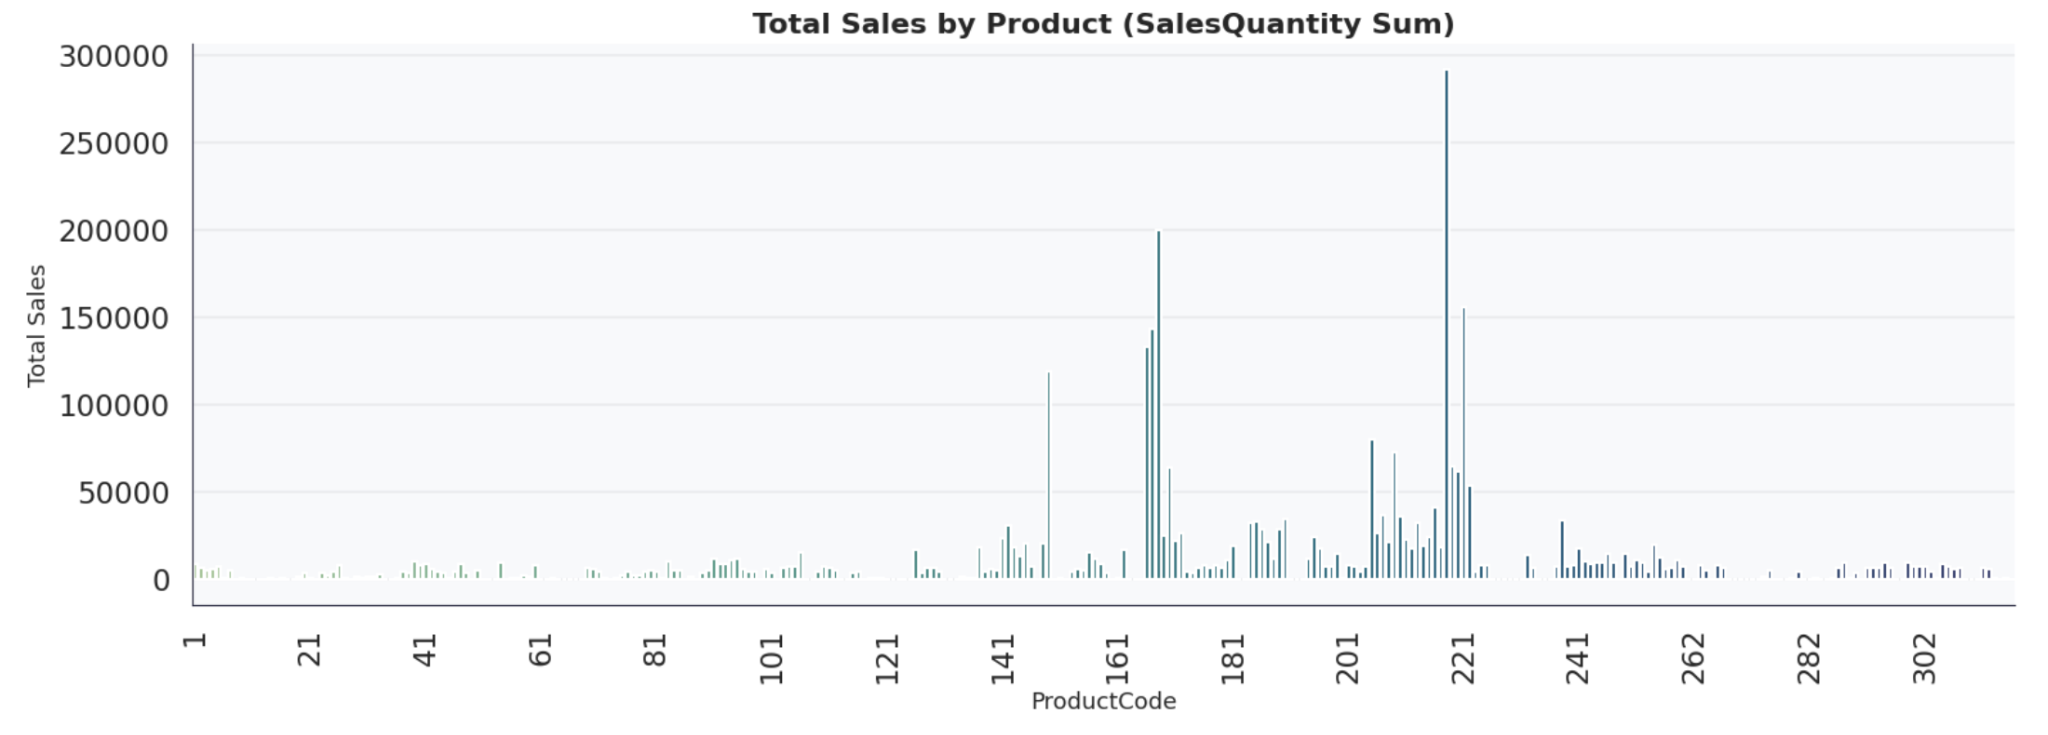 Total Sales by Product (SalesQuantity Sum)
300000
250000
200000
150000
100000
50000
0
Total Sales
1 21 41 61 81 101 121 141 161 181 201 221 241 262 282 302
ProductCode